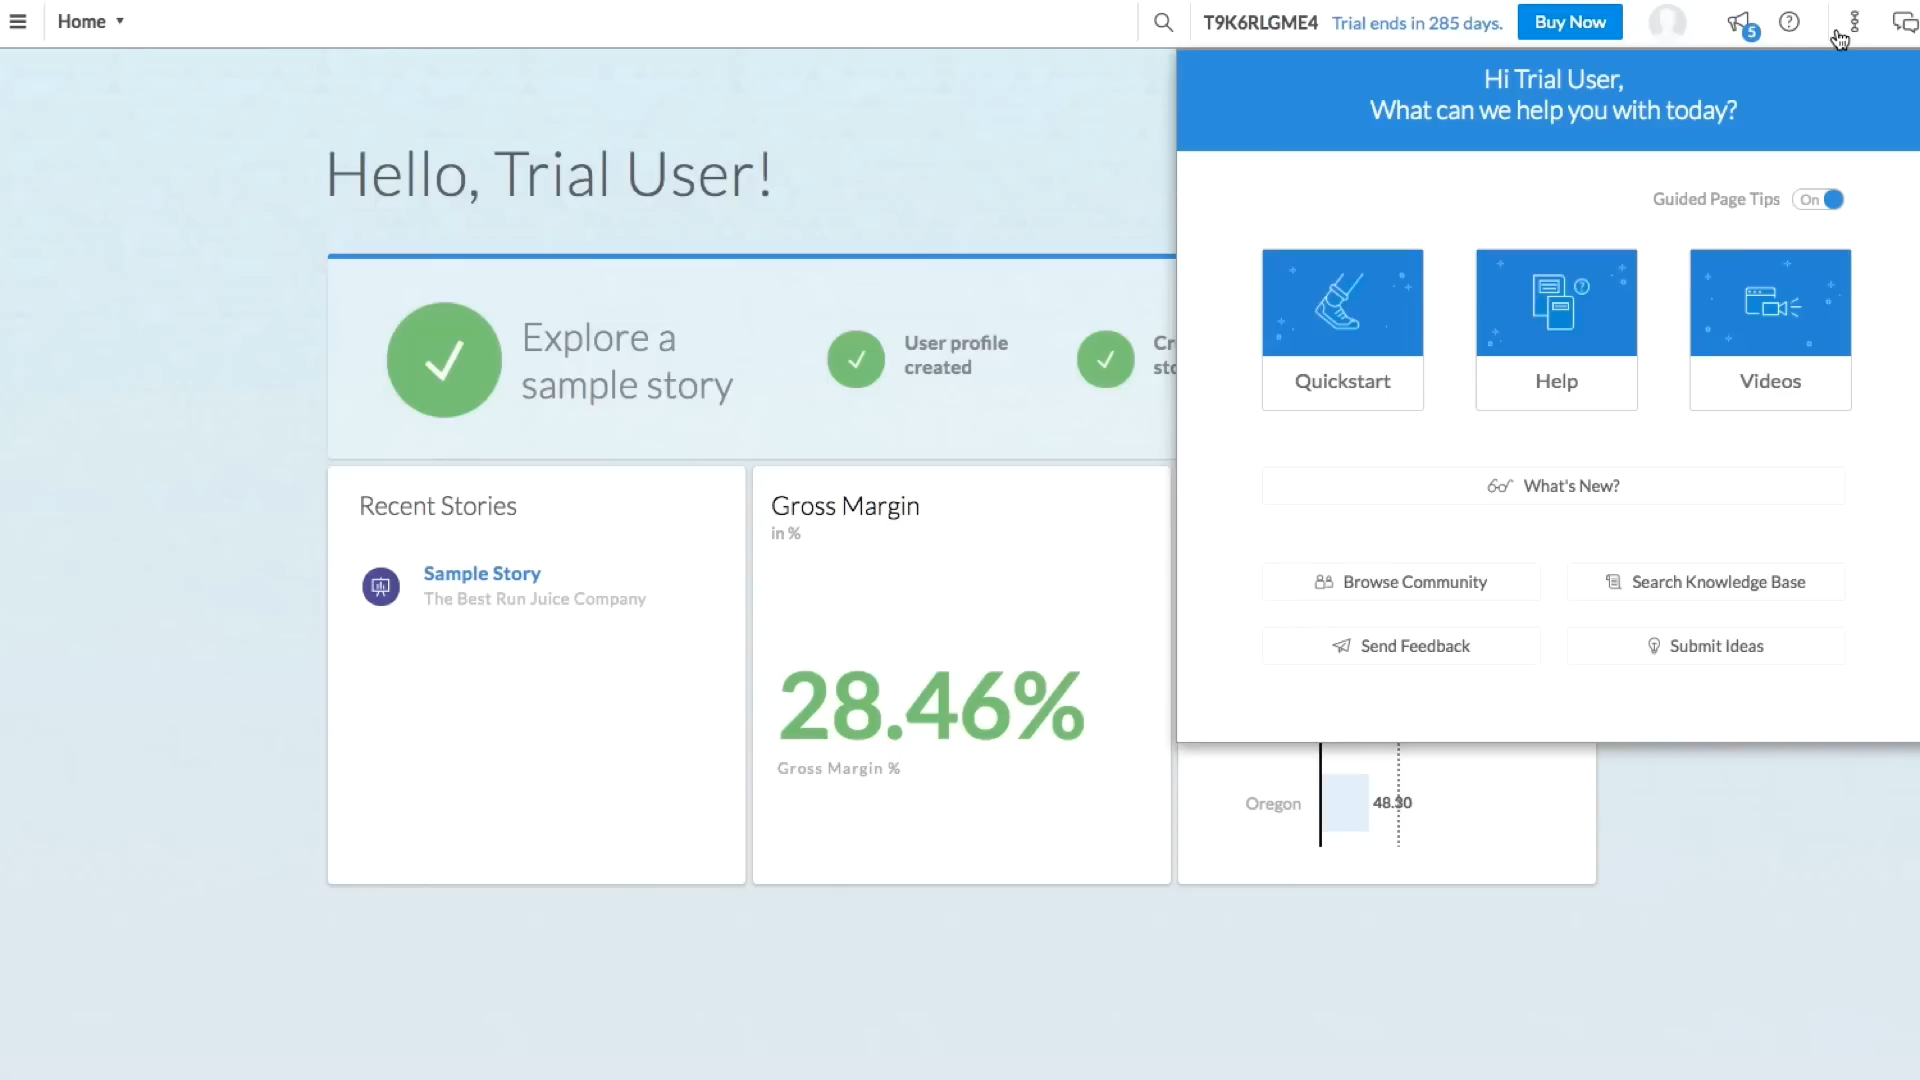 Home
T9K6RLGME4 Trial ends in 285 days. Buy Now 5
Hi Trial User,
What can we help you with today?
Guided Page Tips On
Quickstart Help Videos
What's New?
Browse Community Search Knowledge Base
Send Feedback Submit Ideas
Hello, Trial User!
Explore a
sample story
User profile
created
Cr
sto
Recent Stories
Sample Story
The Best Run Juice Company
Gross Margin
in %
28.46%
Gross Margin %
Oregon 48.30